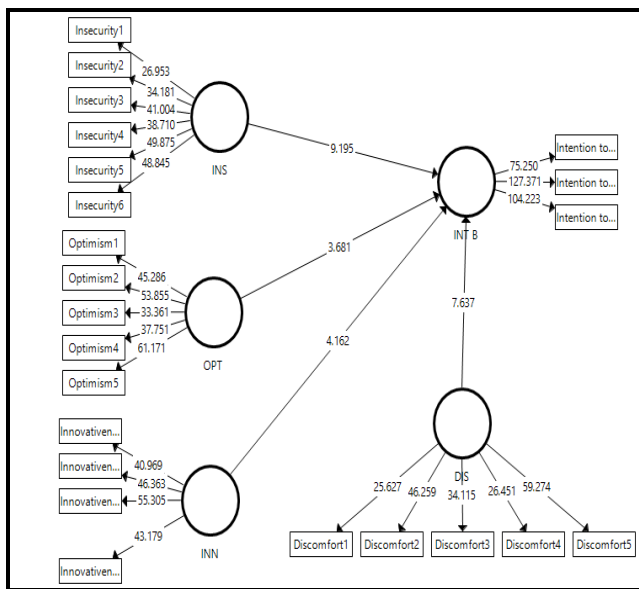 Insecurity1
Insecurity2
Insecurity3
Insecurity4
Insecurity5
Insecurity6
26.953
34.181
41.004
38.710
49.875
48.845
INS
9.195
Optimism1
Optimism2
Optimism3
Optimism4
Optimism5
45.286
53.855
33.361
37.751
61.171
OPT
3.681
Innovativen...
Innovativen...
Innovativen...
Innovativen...
40.969
46.363
55.305
43.179
INN
4.162
INT B
75.250
127.371
104.223
Intention to...
Intention to...
Intention to...
7.637
DIS
25.627
46.259
34.115
26.451
59.274
Discomfort1
Discomfort2
Discomfort3
Discomfort4
Discomfort5